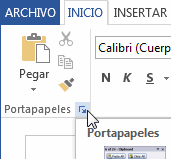 ARCHIVO INICIO INSERTAR
Pegar
Calibri (Cuerp
N K S
Portapapeles
Portapapeles